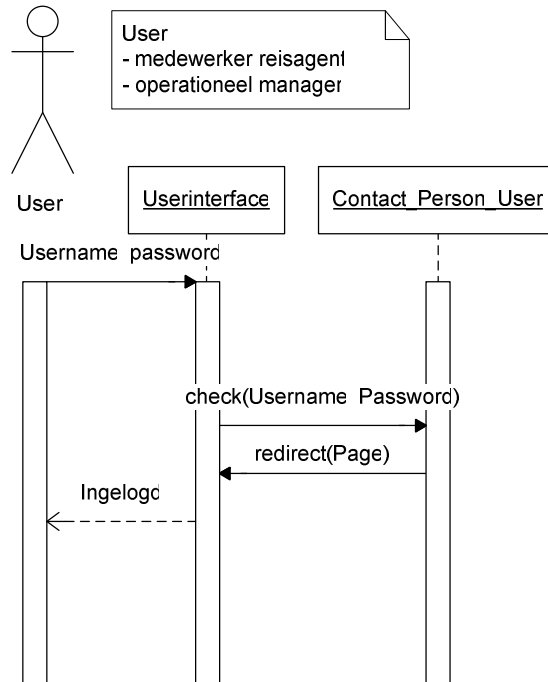 User
- medewerker reisagent
- operationeel manager
User
Userinterface
Contact_Person_User
Username password
check(Username Password)
redirect(Page)
Ingelogd